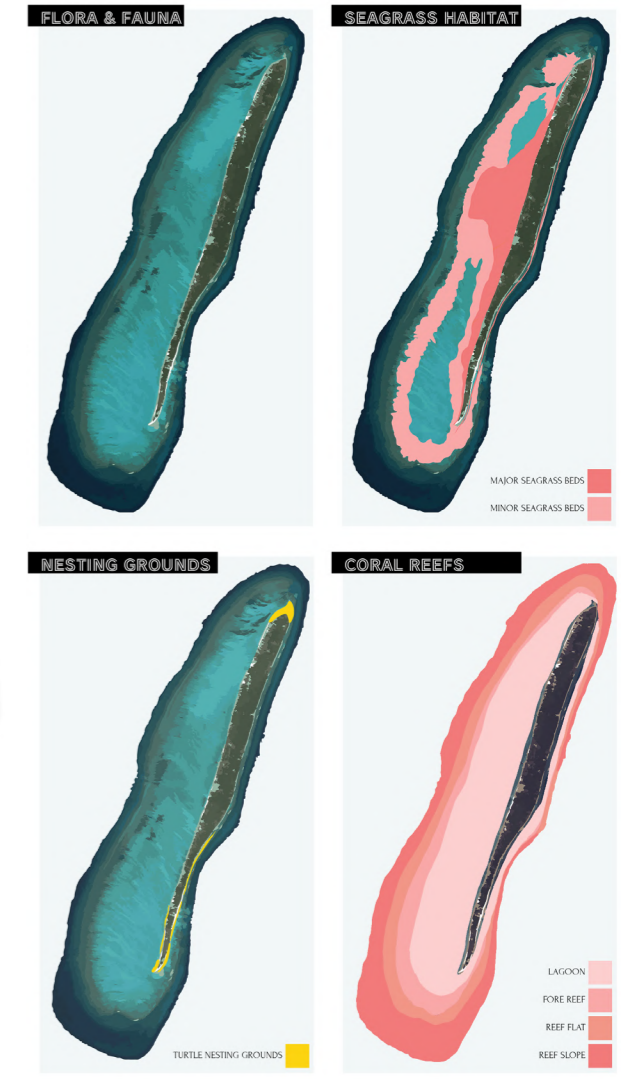 FLORA & FAUNA
SEAGRASS HABITAT
MAJOR SEAGRASS BEDS
MINOR SEAGRASS BEDS
NESTING GROUNDS
CORAL REEFS
TURTLE NESTING GROUNDS
LAGOON
FORE REEF
REEF FLAT
REEF SLOPE